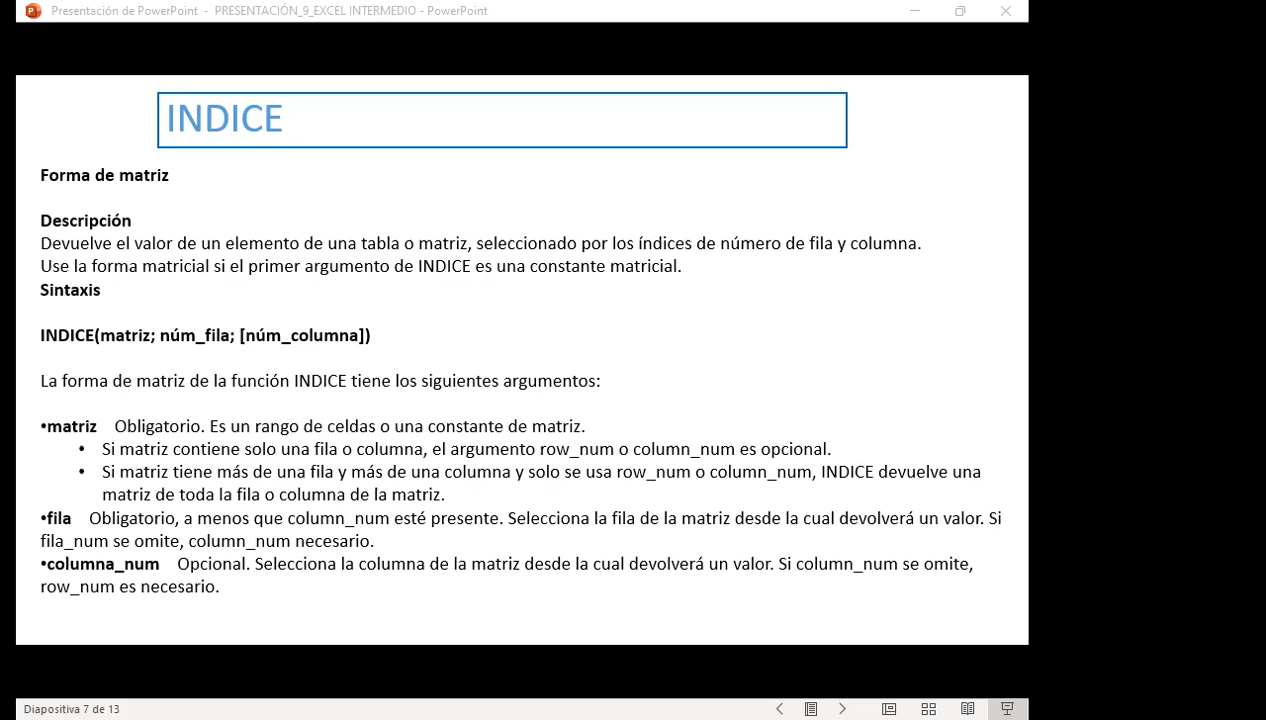 Presentación de PowerPoint - PRESENTACIÓN_9_EXCEL INTERMEDIO - PowerPoint
INDICE
Forma de matriz
Descripción
Devuelve el valor de un elemento de una tabla o matriz, seleccionado por los índices de número de fila y columna.
Use la forma matricial si el primer argumento de INDICE es una constante matricial.
Sintaxis
INDICE(matriz; núm_fila; [núm_columna])
La forma de matriz de la función INDICE tiene los siguientes argumentos:
•matriz Obligatorio. Es un rango de celdas o una constante de matriz.
• Si matriz contiene solo una fila o columna, el argumento row_num o column_num es opcional.
• Si matriz tiene más de una fila y más de una columna y solo se usa row_num o column_num, INDICE devuelve una
matriz de toda la fila o columna de la matriz.
•fila Obligatorio, a menos que column_num esté presente. Selecciona la fila de la matriz desde la cual devolverá un valor. Si
fila_num se omite, column_num necesario.
•columna_num Opcional. Selecciona la columna de la matriz desde la cual devolverá un valor. Si column_num se omite,
row_num es necesario.
Diapositiva 7 de 13